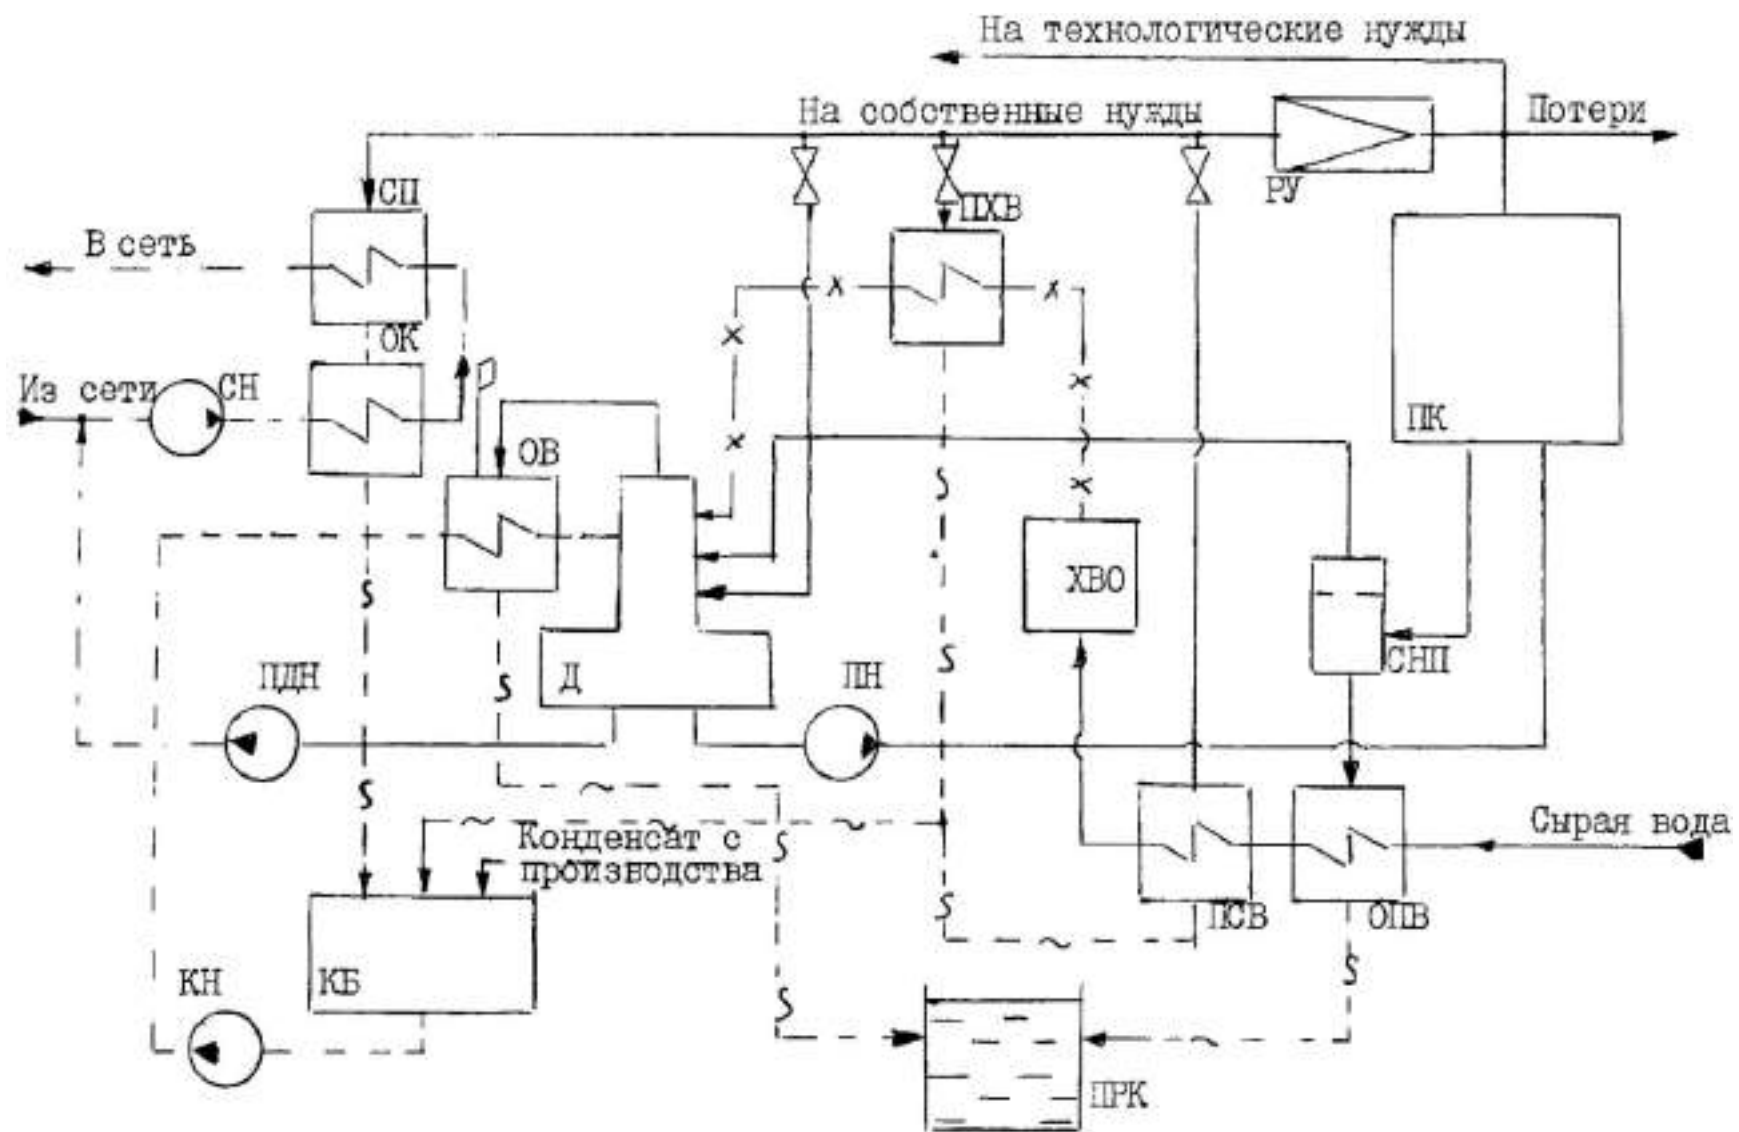 На технологические нужды
На собственные нужды
Потери
РУ
СП
ПХВ
В сеть
ОК
Из сети
СН
ПК
ОВ
ХВО
СНП
ПДН
Д
ПН
Сырая вода
Конденсат с
производства
ПСВ
ОПВ
КН
КБ
ПРК